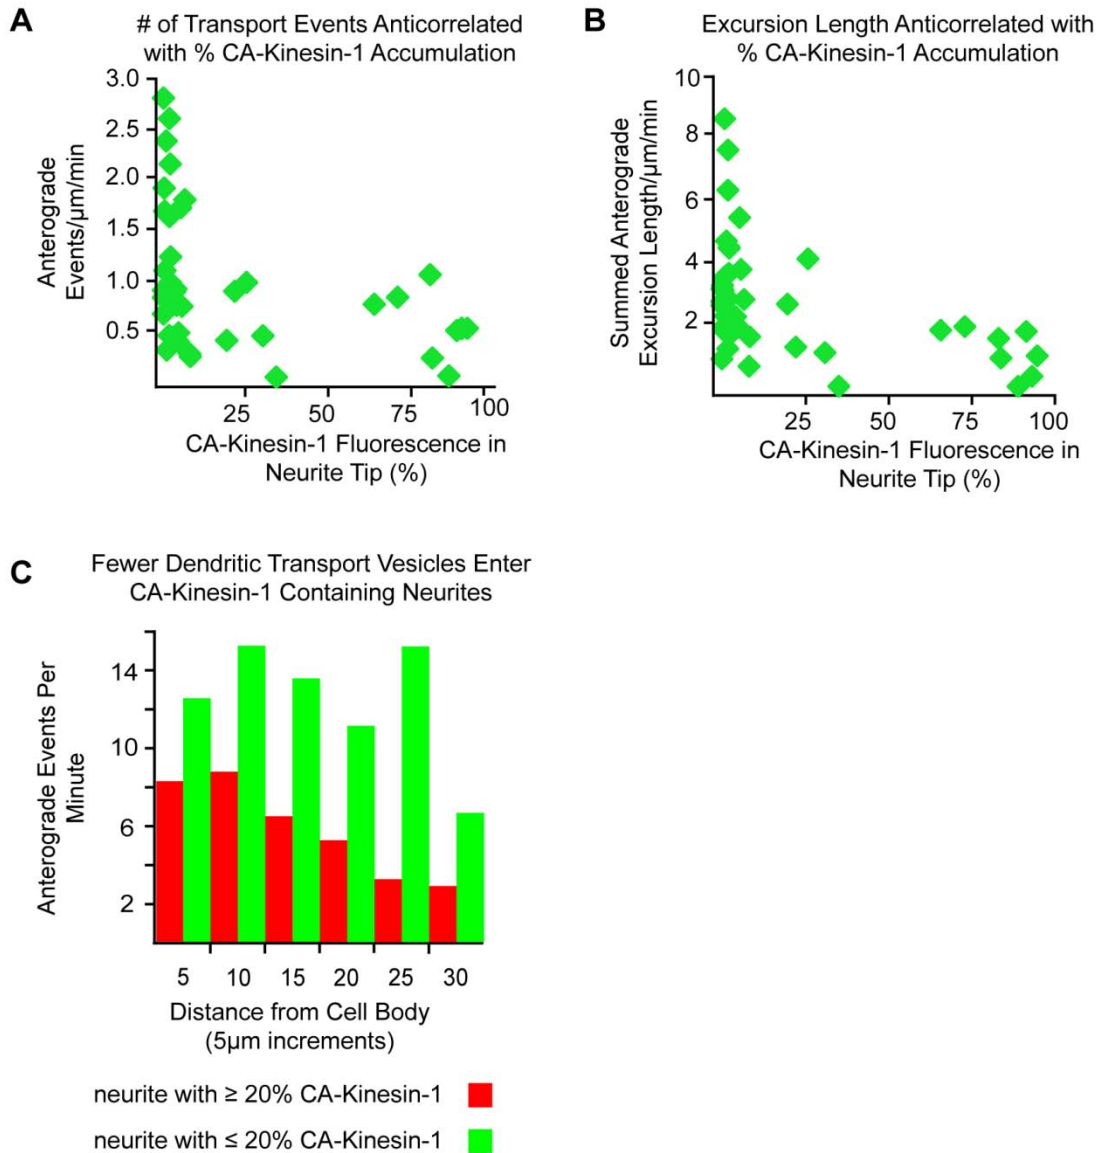 A
# of Transport Events Anticorrelated
with % CA-Kinesin-1 Accumulation
3.0
2.5
2.0
1.5
1.0
0.5
Anterograde
Events/µm/min
25
50
75
100
CA-Kinesin-1 Fluorescence in
Neurite Tip (%)
B
Excursion Length Anticorrelated with
% CA-Kinesin-1 Accumulation
10
8
6
4
2
Summed Anterograde
Excursion Length/µm/min
25
50
75
100
CA-Kinesin-1 Fluorescence in
Neurite Tip (%)
C
Fewer Dendritic Transport Vesicles Enter
CA-Kinesin-1 Containing Neurites
14
10
6
2
Anterograde Events Per
Minute
5
10
15
20
25
30
Distance from Cell Body
(5µm increments)
neurite with ≥ 20% CA-Kinesin-1
neurite with ≤ 20% CA-Kinesin-1